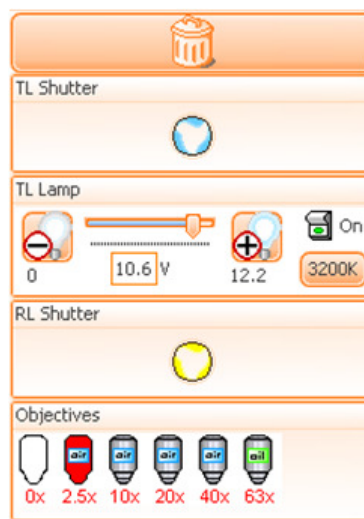 TL Shutter
TL Lamp
On
0 10.6 V 12.2 3200K
RL Shutter
Objectives
air air air air oil
0x 2.5x 10x 20x 40x 63x